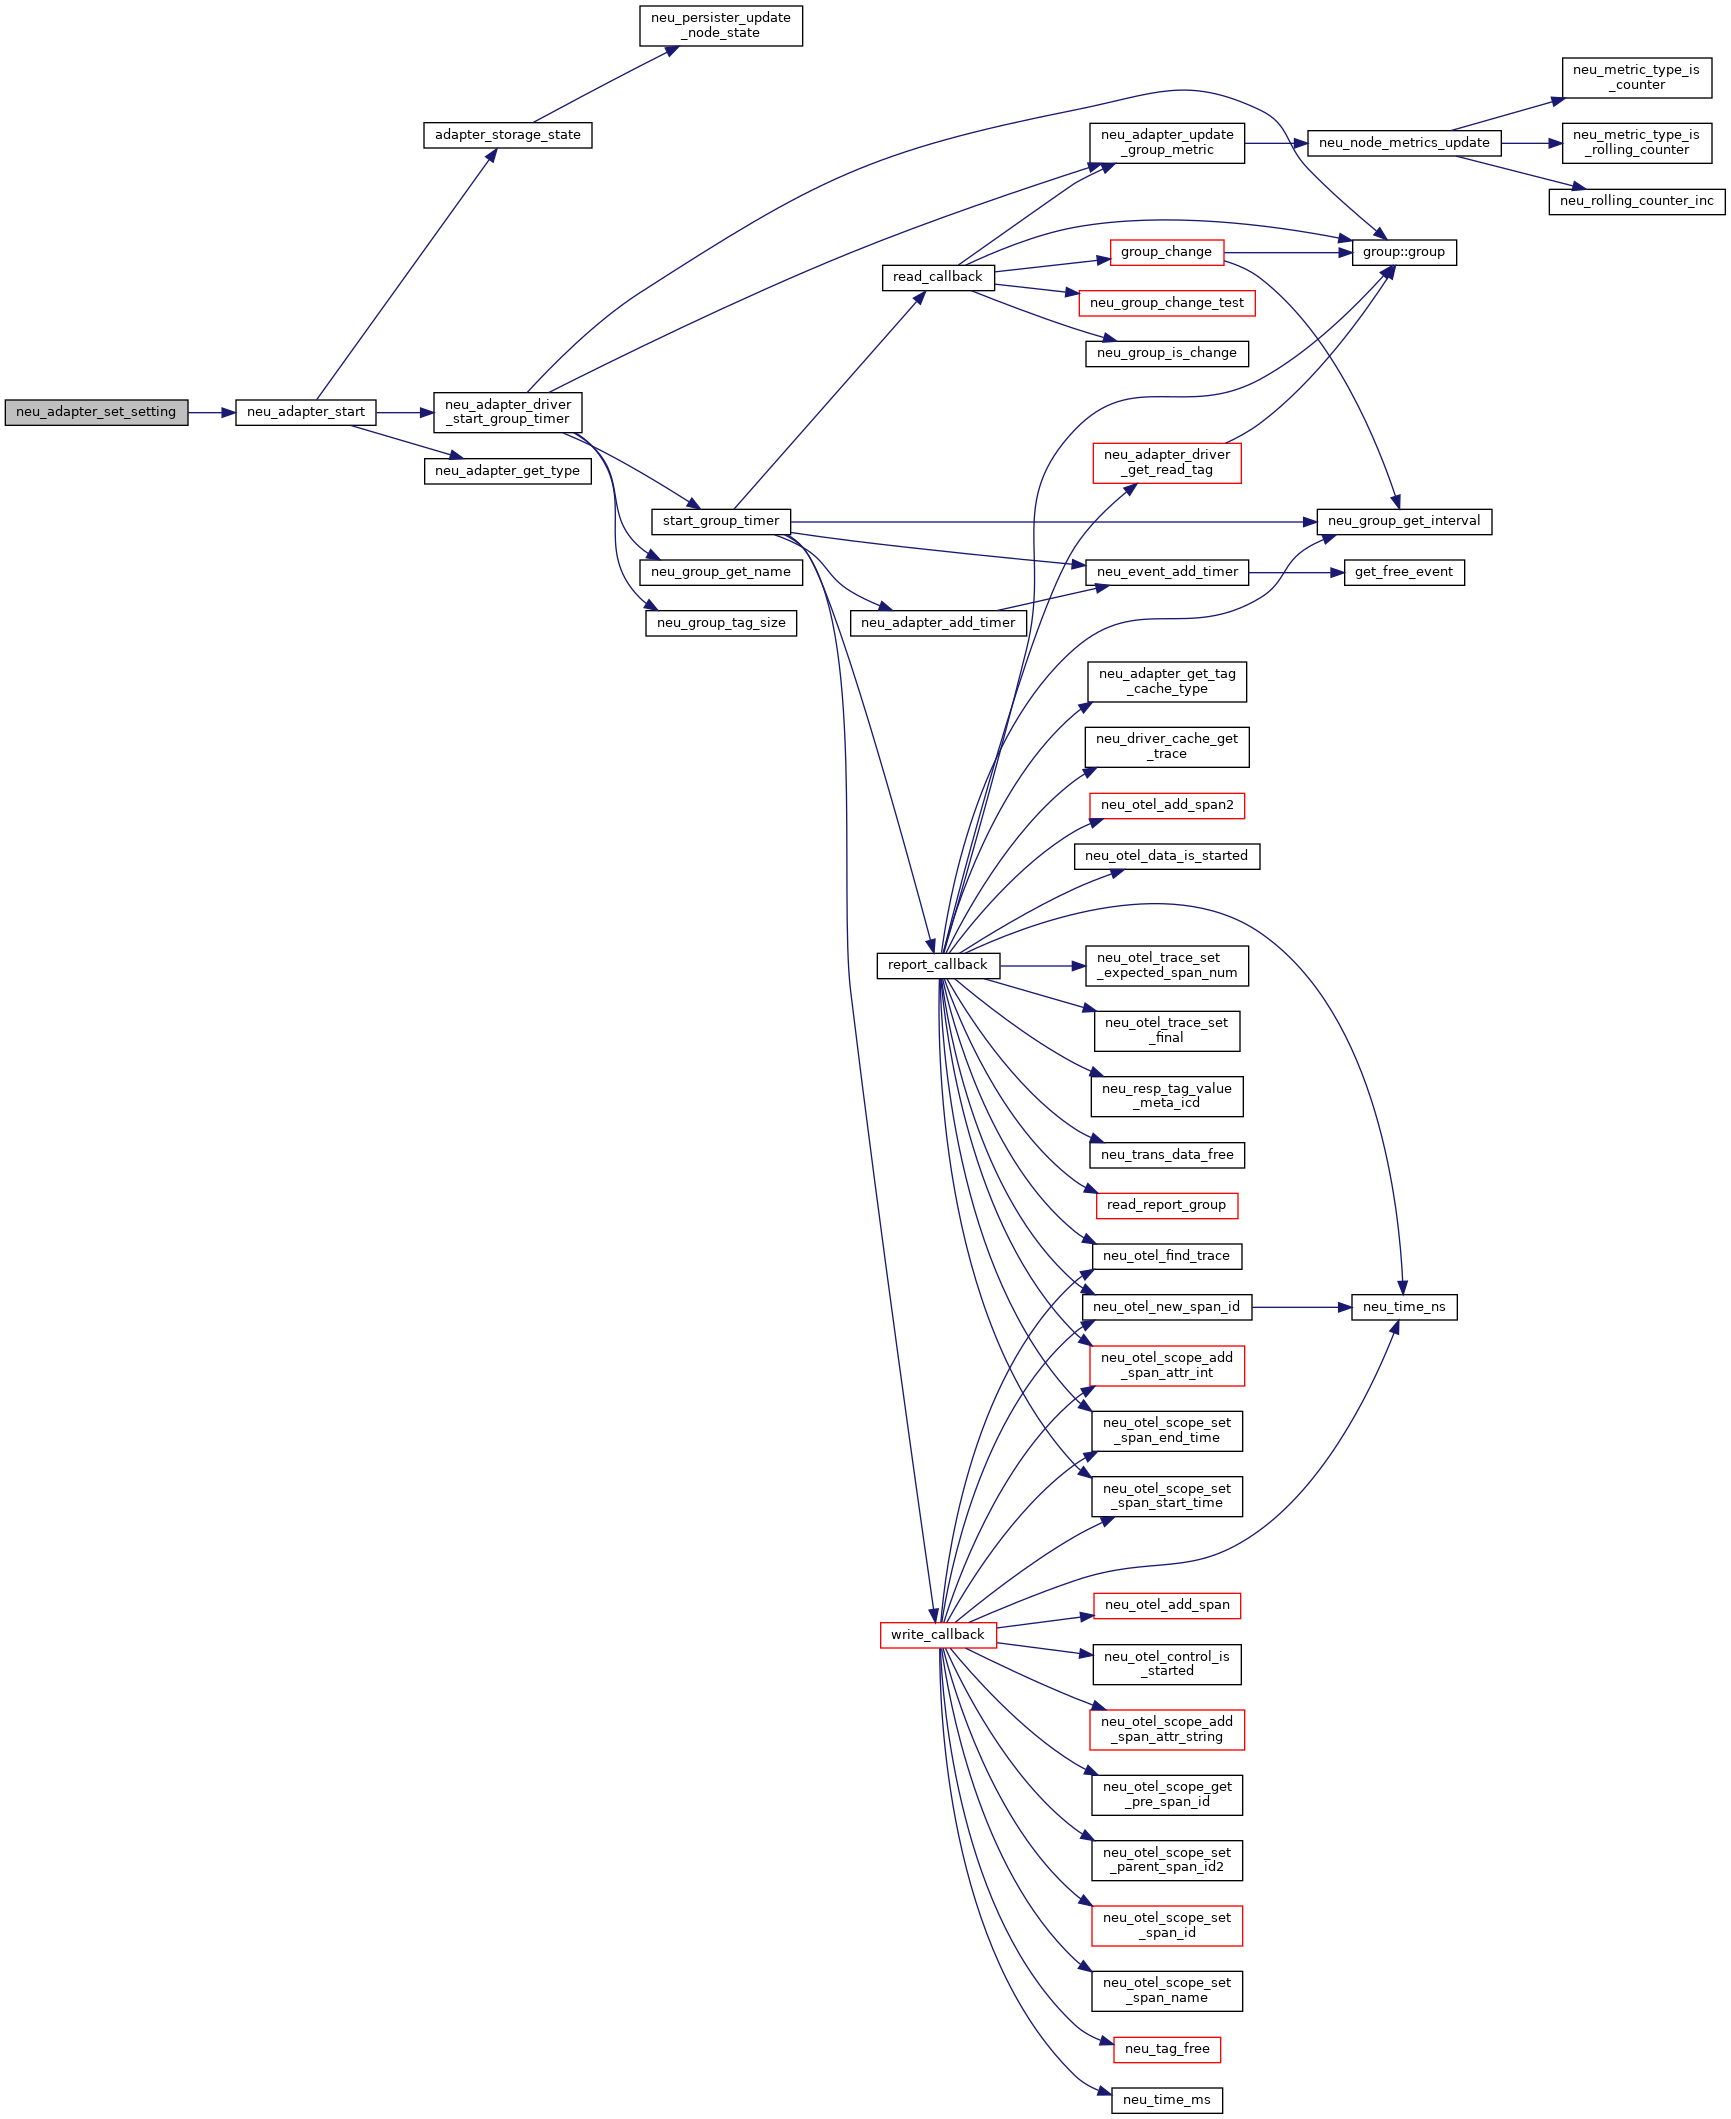 neu_persister_update
_node_state
neu_metric_type_is
_counter
adapter_storage_state
neu_adapter_update
_group_metric
neu_node_metrics_update
neu_metric_type_is
_rolling_counter
neu_rolling_counter_inc
group_change
group::group
read_callback
neu_group_change_test
neu_group_is_change
neu_adapter_set_setting
neu_adapter_start
neu_adapter_driver
_start_group_timer
neu_adapter_get_type
neu_adapter_driver
_get_read_tag
start_group_timer
neu_group_get_interval
neu_group_get_name
neu_event_add_timer
get_free_event
neu_group_tag_size
neu_adapter_add_timer
neu_adapter_get_tag
_cache_type
neu_driver_cache_get
_trace
neu_otel_add_span2
neu_otel_data_is_started
report_callback
neu_otel_trace_set
_expected_span_num
neu_otel_trace_set
_final
neu_resp_tag_value
_meta_icd
neu_trans_data_free
read_report_group
neu_otel_find_trace
neu_otel_new_span_id
neu_time_ns
neu_otel_scope_add
_span_attr_int
neu_otel_scope_set
_span_end_time
neu_otel_scope_set
_span_start_time
neu_otel_add_span
write_callback
neu_otel_control_is
_started
neu_otel_scope_add
_span_attr_string
neu_otel_scope_get
_pre_span_id
neu_otel_scope_set
_parent_span_id2
neu_otel_scope_set
_span_id
neu_otel_scope_set
_span_name
neu_tag_free
neu_time_ms